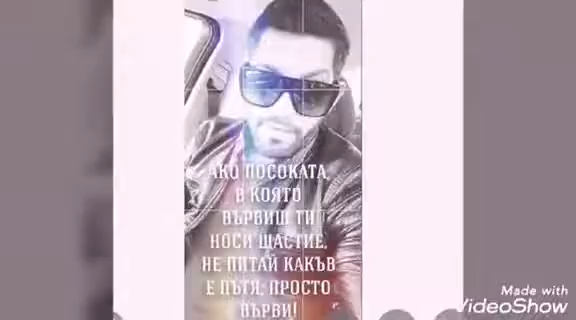 АКО ПОСОКАТА,
В КОЯТО
ВЪРВИШ ТИ
НОСИ ЩАСТИЕ,
НЕ ПИТАЙ КАКЪВ
Е ПЪТЯ, ПРОСТО
ВЪРВИ!
Made with
VideoShow